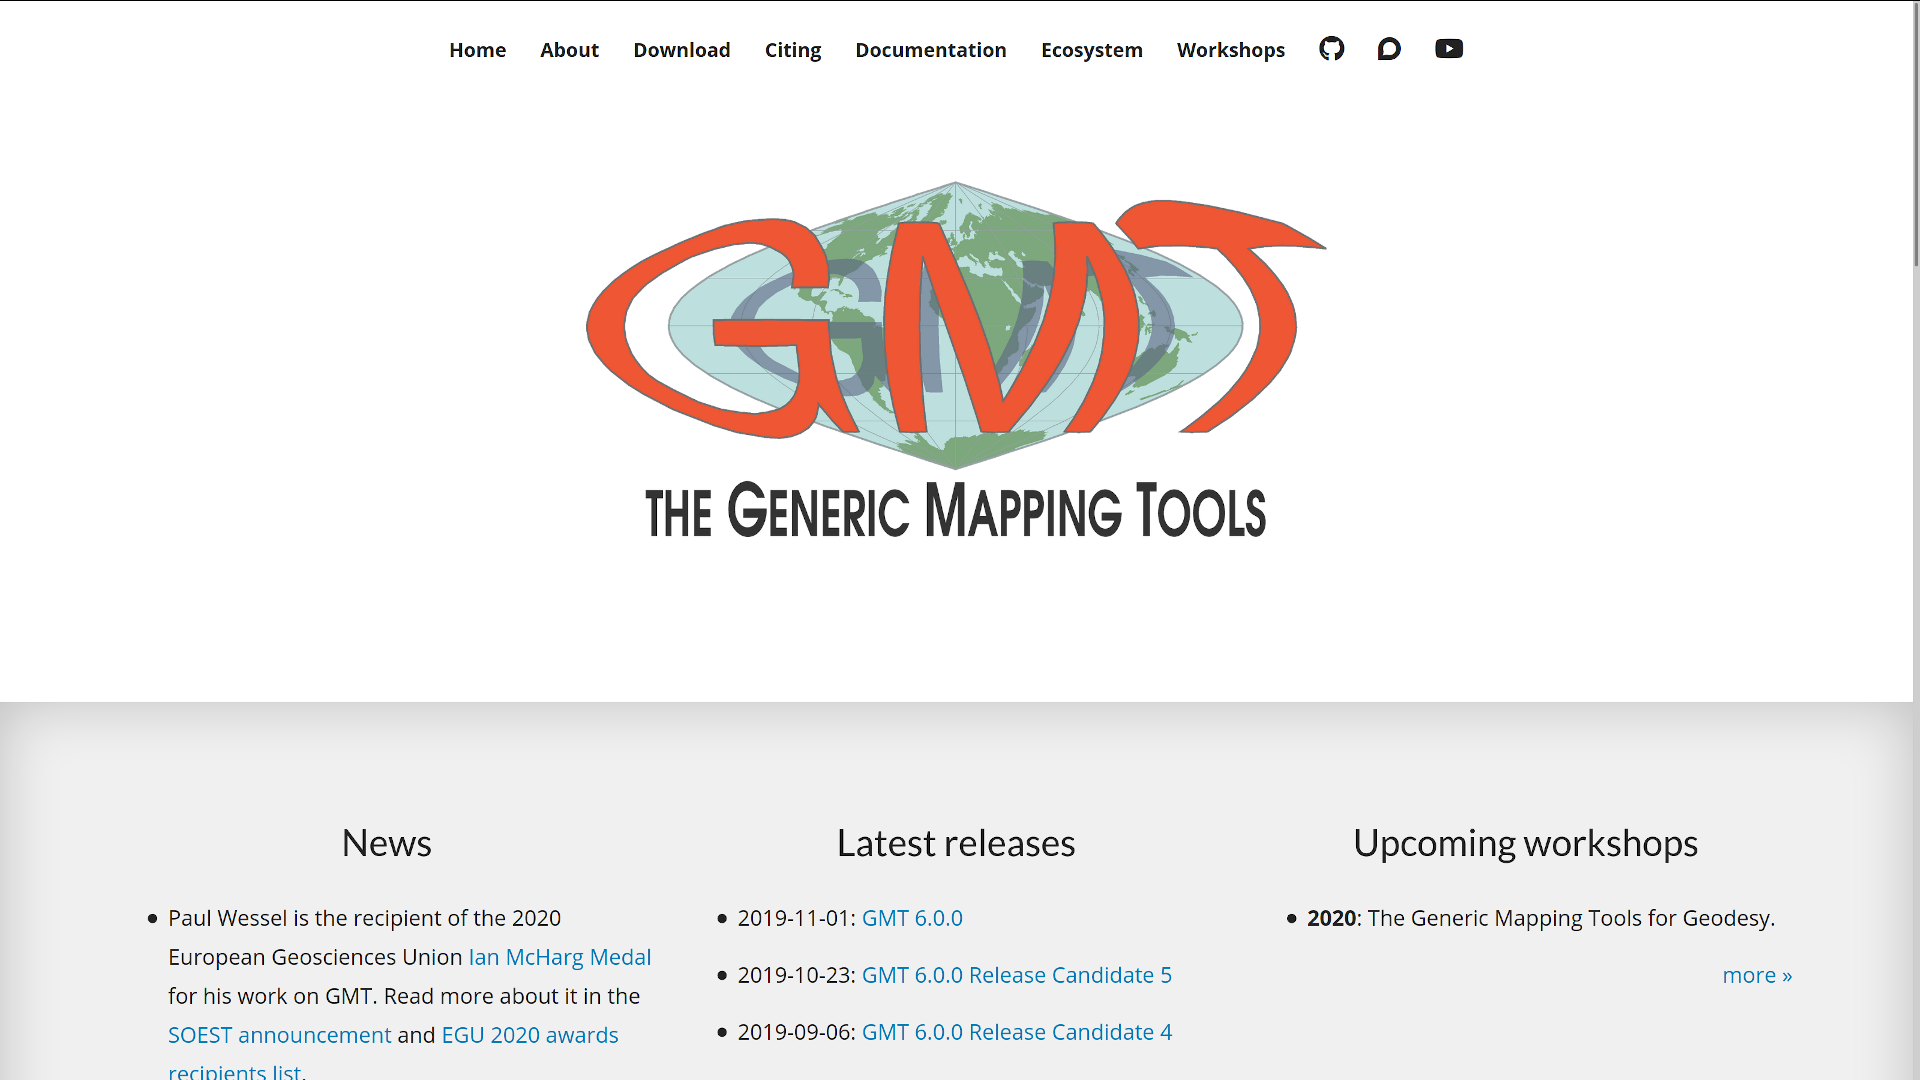 Home About Download Citing Documentation Ecosystem Workshops
GMT
THE GENERIC MAPPING TOOLS
News
Paul Wessel is the recipient of the 2020
European Geosciences Union Ian McHarg Medal
for his work on GMT. Read more about it in the
SOEST announcement and EGU 2020 awards
recipients list.
Latest releases
2019-11-01: GMT 6.0.0
2019-10-23: GMT 6.0.0 Release Candidate 5
2019-09-06: GMT 6.0.0 Release Candidate 4
Upcoming workshops
2020: The Generic Mapping Tools for Geodesy.
more »